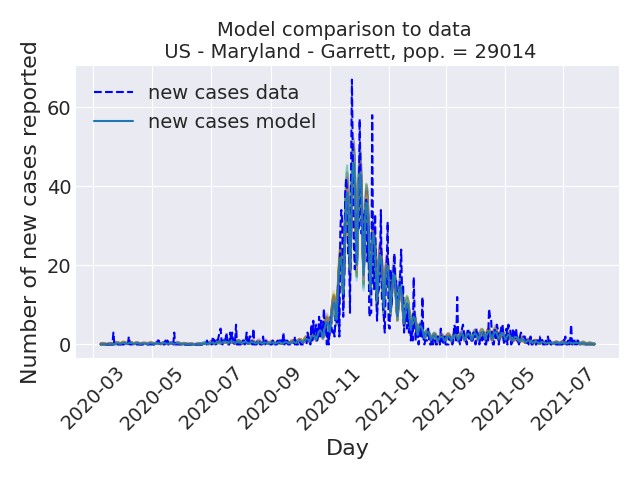 Model comparison to data
US - Maryland - Garrett, pop. = 29014
Number of new cases reported
60
40
20
0
new cases data
new cases model
2020-03
2020-05
2020-07
2020-09
2020-11
2021-01
2021-03
2021-05
2021-07
Day